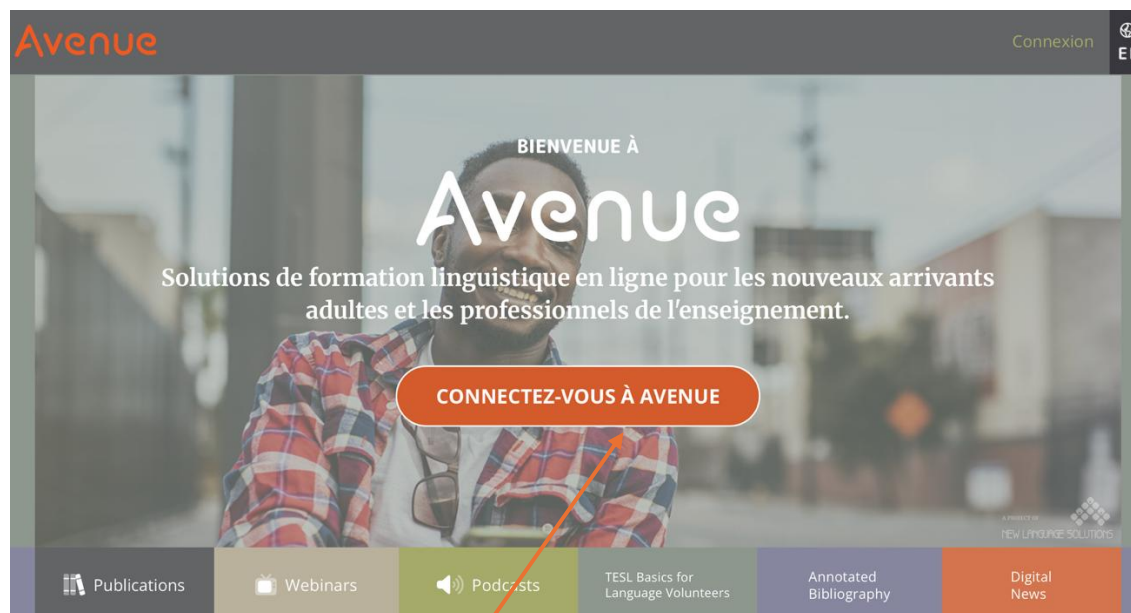 Avenue
Connexion
BIENVENUE À
Avenue
Solutions de formation linguistique en ligne pour les nouveaux arrivants
adultes et les professionnels de l'enseignement.
CONNECTEZ-VOUS À AVENUE
A PROJECT OF
NEW LANGUAGE SOLUTIONS
Publications
Webinars
Podcasts
TESL Basics for
Language Volunteers
Annotated
Bibliography
Digital
News